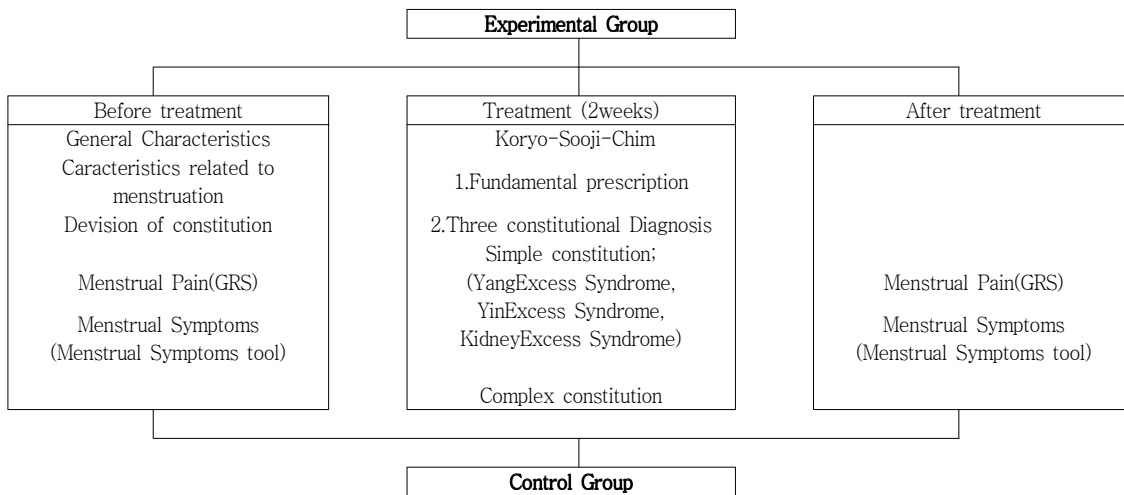 Experimental Group
Before treatment
General Characteristics
Caracteristics related to
menstruation
Devision of constitution
Menstrual Pain(GRS)
Menstrual Symptoms
(Menstrual Symptoms tool)
Treatment (2weeks)
Koryo-Sooji-Chim
1.Fundamental prescription
2.Three constitutional Diagnosis
Simple constitution;
(YangExcess Syndrome,
YinExcess Syndrome,
KidneyExcess Syndrome)
Complex constitution
After treatment
Menstrual Pain(GRS)
Menstrual Symptoms
(Menstrual Symptoms tool)
Control Group